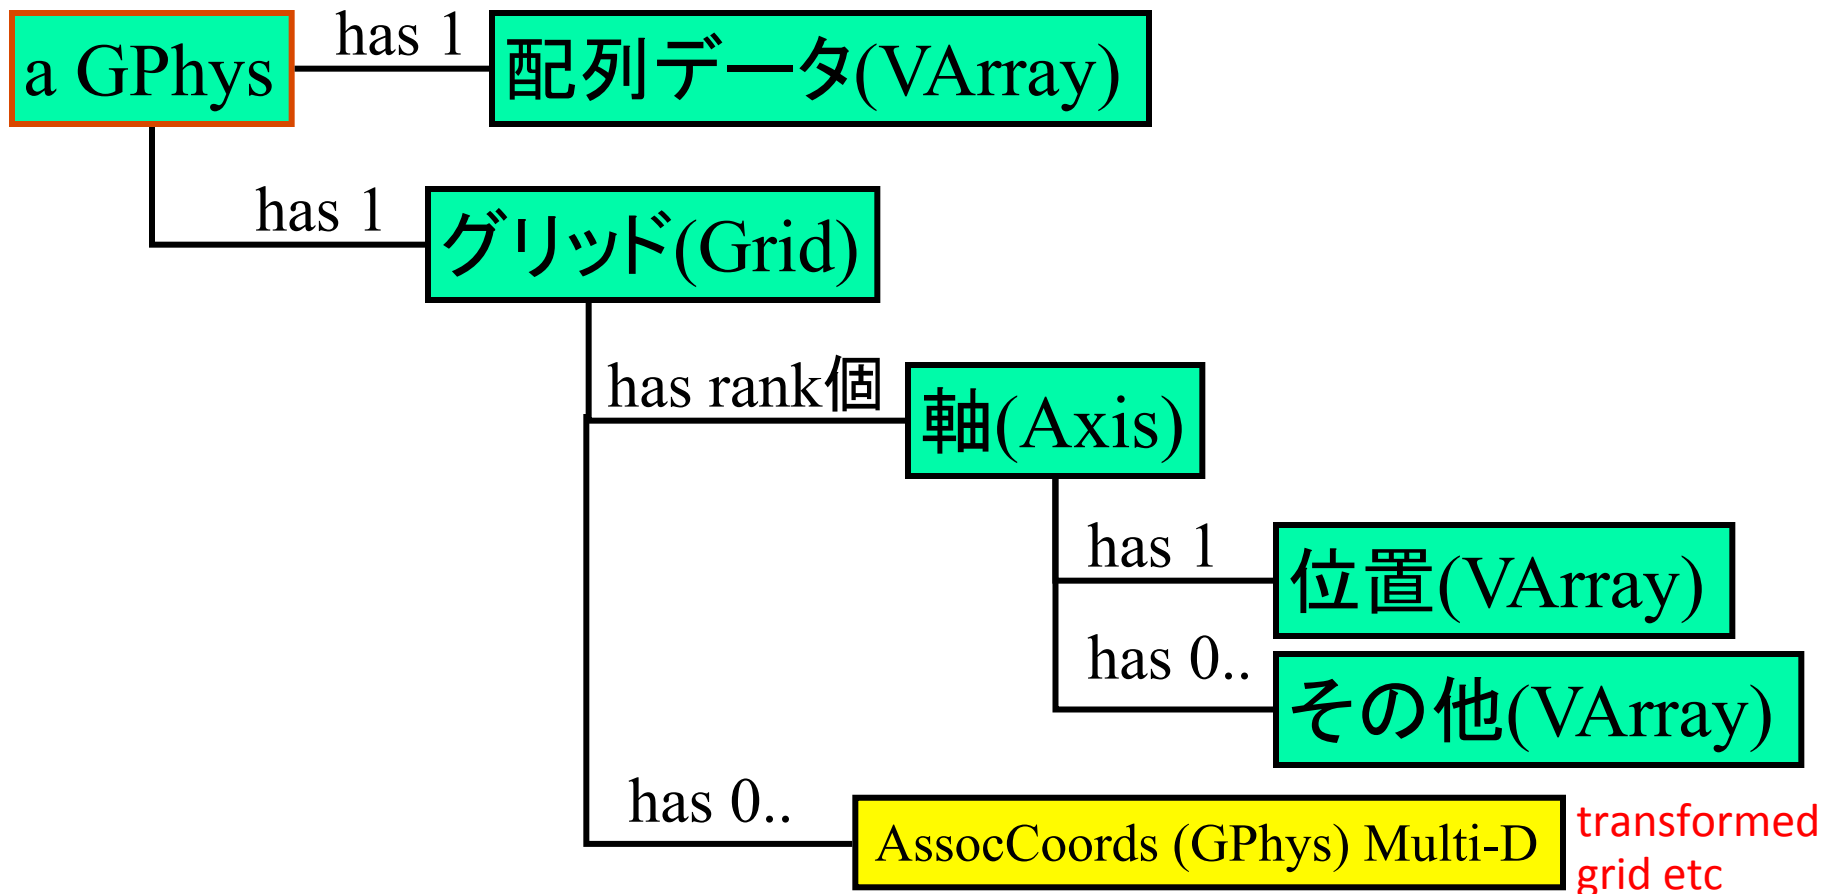 a GPhys
has 1
配列データ(VArray)
has 1
グリッド(Grid)
has rank個
軸(Axis)
has 1
位置(VArray)
has 0..
その他(VArray)
has 0..
AssocCoords (GPhys) Multi-D
transformed
grid etc